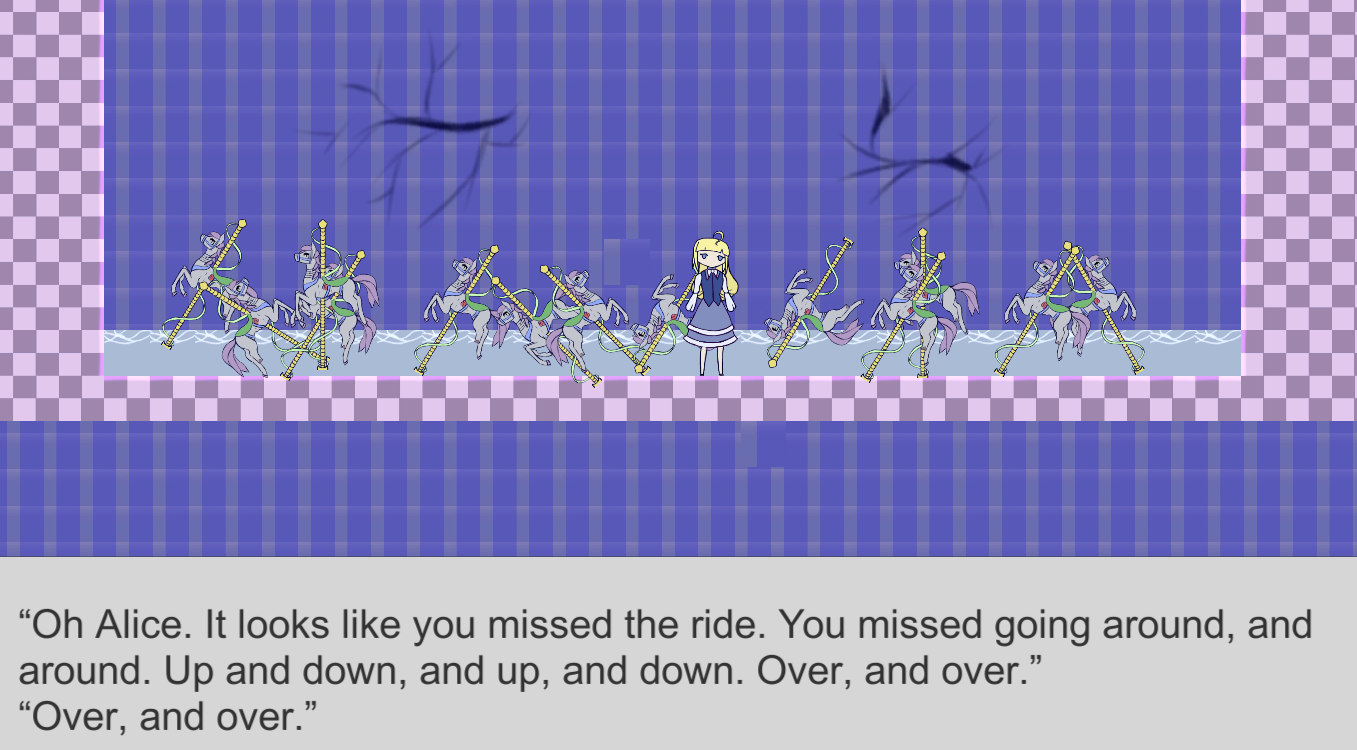 “Oh Alice. It looks like you missed the ride. You missed going around, and
around. Up and down, and up, and down. Over, and over.”
“Over, and over.”